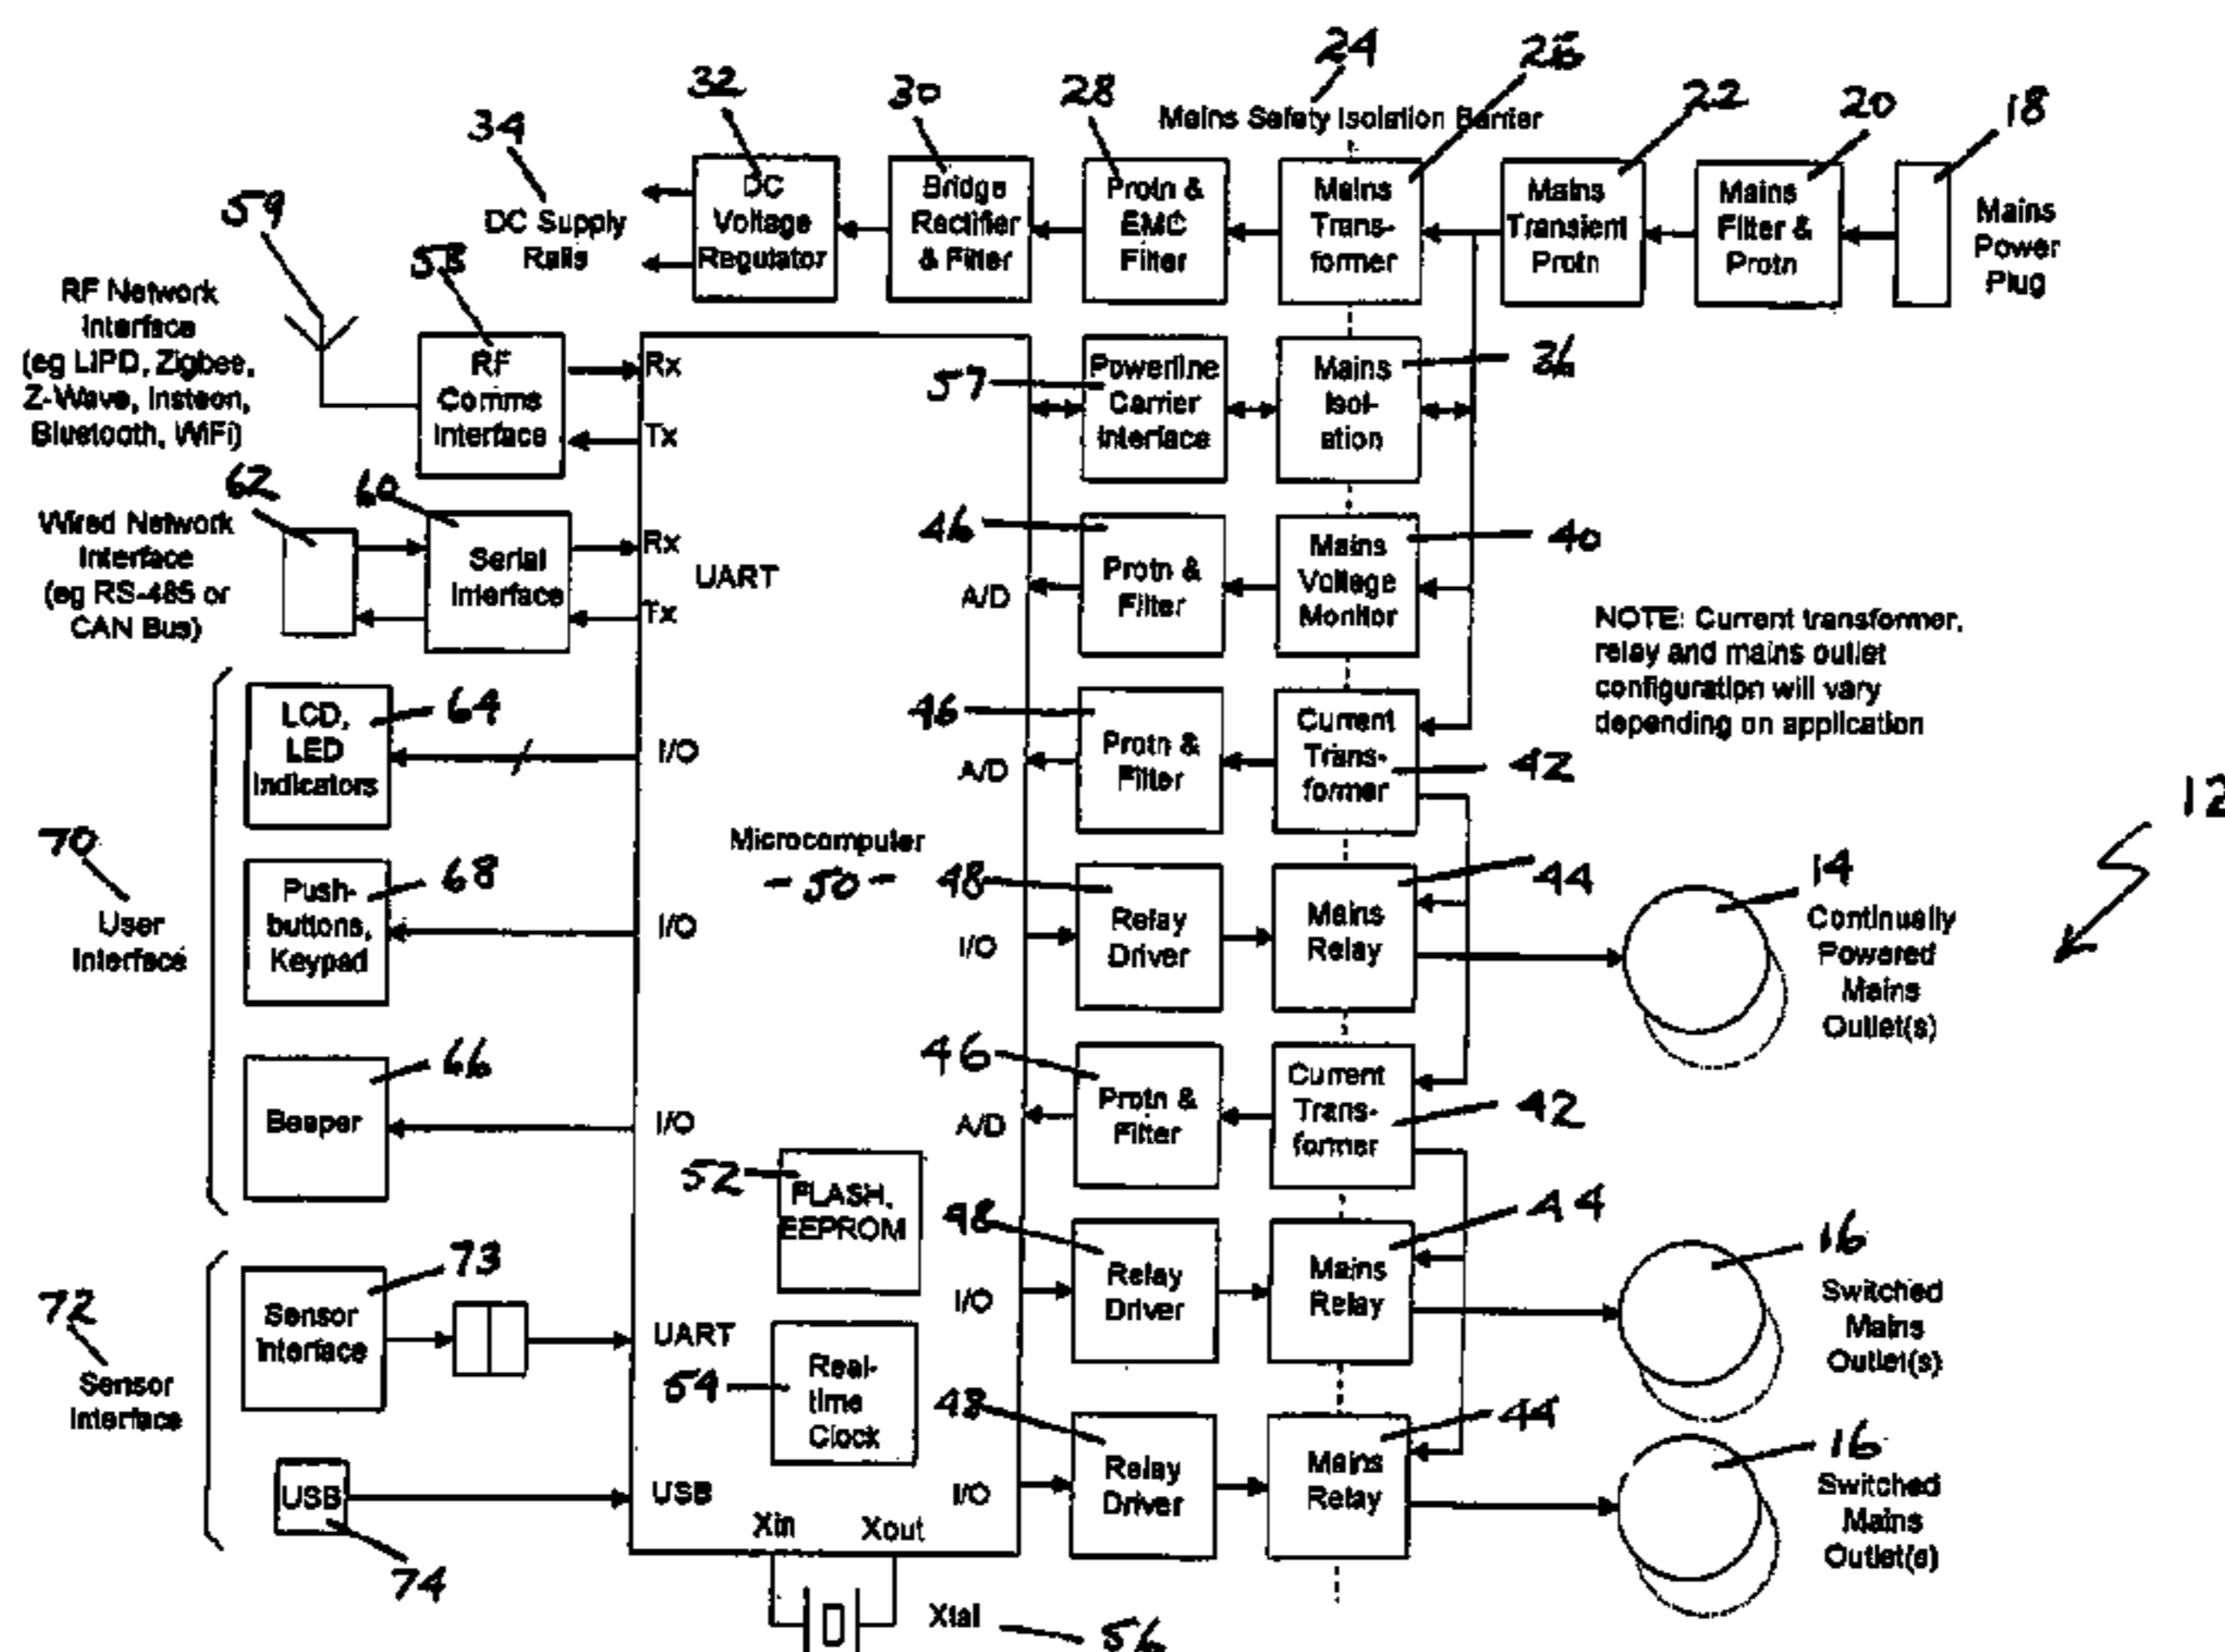 24
26
32
30
28
Mains Safety Isolation Barrier
22
20
18
34
DC
Voltage
Regulator
Bridge
Rectifier
& Filter
Protn &
EMC
Filter
Mains
Trans-
former
Mains
Transient
Protn
Mains
Filter &
Protn
Mains
Power
Plug
DC Supply
Rails
59
58
RF Network
Interface
(eg LIPD, Zigbee,
Z-Wave, Insteon,
Bluetooth, WiFi)
RF
Comms
Interface
Rx
Tx
57
Powerline
Carrier
Interface
Mains
Isol-
ation
36
62
60
Wired Network
Interface
(eg RS-485 or
CAN Bus)
Serial
Interface
Rx
Tx
UART
A/D
46
Protn &
Filter
Mains
Voltage
Monitor
40
NOTE: Current transformer,
relay and mains outlet
configuration will vary
depending on application
LCD,
LED
Indicators
64
I/O
A/D
46
Protn &
Filter
Current
Trans-
former
42
12
70
User
Interface
Push-
buttons,
Keypad
68
I/O
Microcomputer
- 50 -
I/O
48
Relay
Driver
Mains
Relay
44
14
Continually
Powered
Mains
Outlet(s)
Beeper
66
I/O
A/D
46
Protn &
Filter
Current
Trans-
former
42
52
FLASH,
EEPROM
I/O
48
Relay
Driver
Mains
Relay
44
16
Switched
Mains
Outlet(s)
72
Sensor
Interface
Sensor
Interface
73
UART
54
Real-
time
Clock
USB
74
USB
I/O
48
Relay
Driver
Mains
Relay
44
16
Switched
Mains
Outlet(s)
Xin
Xout
Xtal
56